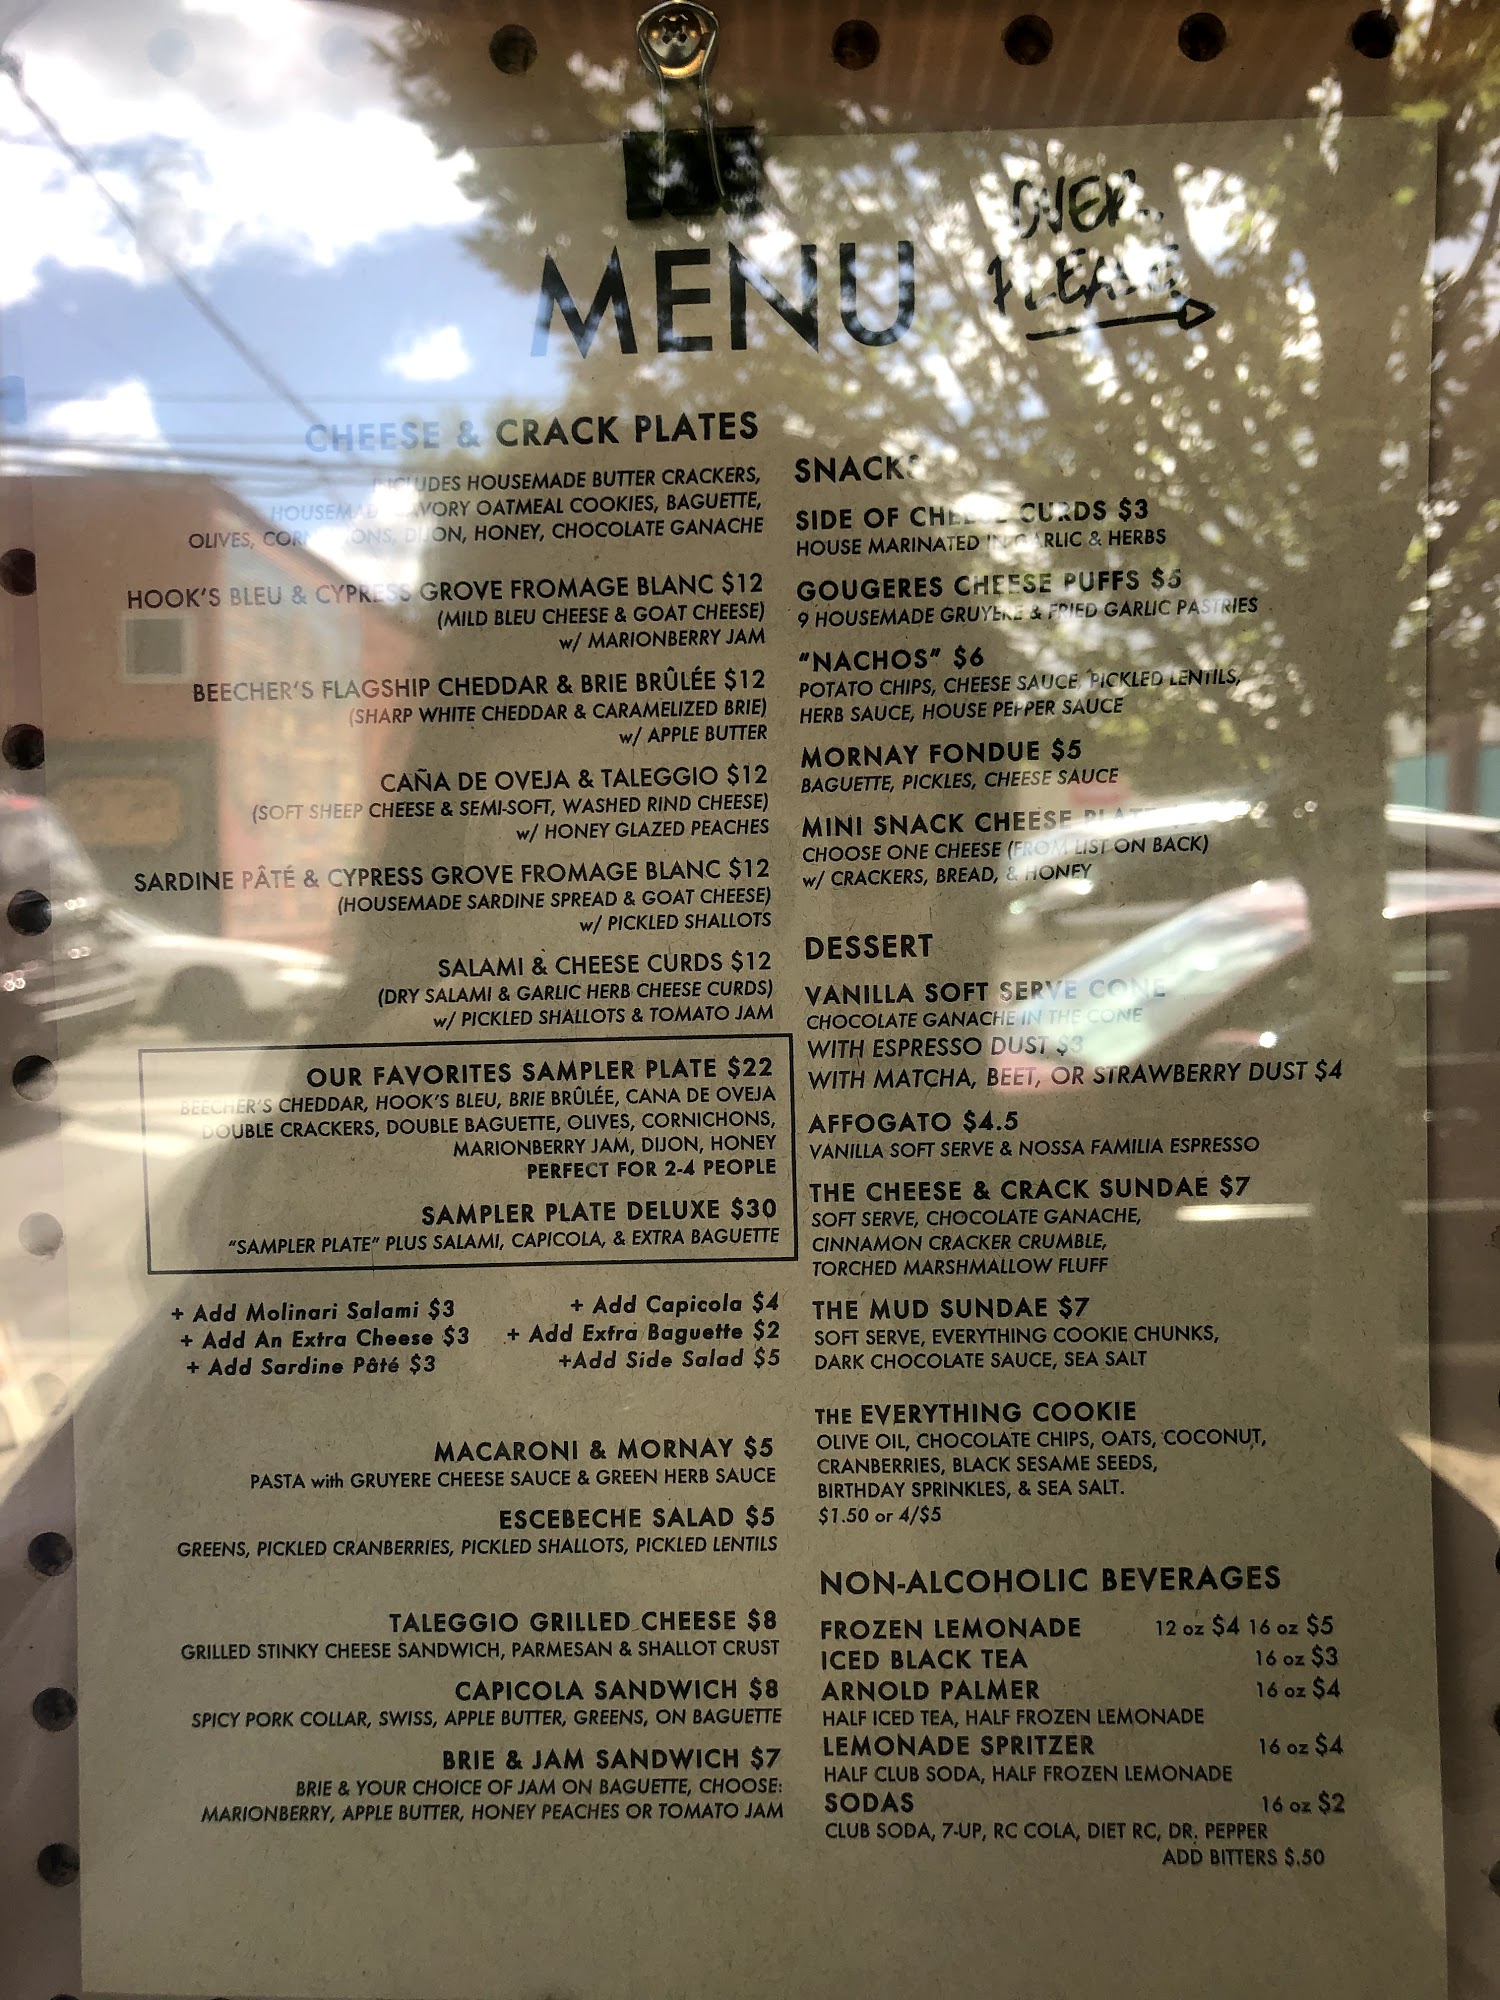 MENU
OVER
PLEASE
CHEESE & CRACK PLATES
INCLUDES HOUSEMADE BUTTER CRACKERS,
HOUSEMADE SAVORY OATMEAL COOKIES, BAGUETTE,
OLIVES, CORNICHONS, DIJON, HONEY, CHOCOLATE GANACHE
HOOK'S BLEU & CYPRESS GROVE FROMAGE BLANC $12
(MILD BLEU CHEESE & GOAT CHEESE)
w/ MARIONBERRY JAM
BEECHER'S FLAGSHIP CHEDDAR & BRIE BRÛLÉE $12
(SHARP WHITE CHEDDAR & CARAMELIZED BRIE)
w/ APPLE BUTTER
CAÑA DE OVEJA & TALEGGIO $12
(SOFT SHEEP CHEESE & SEMI-SOFT, WASHED RIND CHEESE)
w/ HONEY GLAZED PEACHES
SARDINE PÂTÉ & CYPRESS GROVE FROMAGE BLANC $12
(HOUSEMADE SARDINE SPREAD & GOAT CHEESE)
w/ PICKLED SHALLOTS
SALAMI & CHEESE CURDS $12
(DRY SALAMI & GARLIC HERB CHEESE CURDS)
w/ PICKLED SHALLOTS & TOMATO JAM
OUR FAVORITES SAMPLER PLATE $22
BEECHER'S CHEDDAR, HOOK'S BLEU, BRIE BRÛLÉE, CANA DE OVEJA
DOUBLE CRACKERS, DOUBLE BAGUETTE, OLIVES, CORNICHONS,
MARIONBERRY JAM, DIJON, HONEY
PERFECT FOR 2-4 PEOPLE
SAMPLER PLATE DELUXE $30
"SAMPLER PLATE" PLUS SALAMI, CAPICOLA, & EXTRA BAGUETTE
+ Add Molinari Salami $3
+ Add Capicola $4
+ Add An Extra Cheese $3
+ Add Extra Baguette $2
+ Add Sardine Pâté $3
+Add Side Salad $5
MACARONI & MORNAY $5
PASTA with GRUYERE CHEESE SAUCE & GREEN HERB SAUCE
ESCEBECHE SALAD $5
GREENS, PICKLED CRANBERRIES, PICKLED SHALLOTS, PICKLED LENTILS
TALEGGIO GRILLED CHEESE $8
GRILLED STINKY CHEESE SANDWICH, PARMESAN & SHALLOT CRUST
CAPICOLA SANDWICH $8
SPICY PORK COLLAR, SWISS, APPLE BUTTER, GREENS, ON BAGUETTE
BRIE & JAM SANDWICH $7
BRIE & YOUR CHOICE OF JAM ON BAGUETTE, CHOOSE:
MARIONBERRY, APPLE BUTTER, HONEY PEACHES OR TOMATO JAM
SNACKS
SIDE OF CHEESE CURDS $3
HOUSE MARINATED IN GARLIC & HERBS
GOUGERES CHEESE PUFFS $5
9 HOUSEMADE GRUYERE & FRIED GARLIC PASTRIES
"NACHOS" $6
POTATO CHIPS, CHEESE SAUCE, PICKLED LENTILS,
HERB SAUCE, HOUSE PEPPER SAUCE
MORNAY FONDUE $5
BAGUETTE, PICKLES, CHEESE SAUCE
MINI SNACK CHEESE PLATE
CHOOSE ONE CHEESE (FROM LIST ON BACK)
w/ CRACKERS, BREAD, & HONEY
DESSERT
VANILLA SOFT SERVE CONE
CHOCOLATE GANACHE IN THE CONE
WITH ESPRESSO DUST $3
WITH MATCHA, BEET, OR STRAWBERRY DUST $4
AFFOGATO $4.5
VANILLA SOFT SERVE & NOSSA FAMILIA ESPRESSO
THE CHEESE & CRACK SUNDAE $7
SOFT SERVE, CHOCOLATE GANACHE,
CINNAMON CRACKER CRUMBLE,
TORCHED MARSHMALLOW FLUFF
THE MUD SUNDAE $7
SOFT SERVE, EVERYTHING COOKIE CHUNKS,
DARK CHOCOLATE SAUCE, SEA SALT
THE EVERYTHING COOKIE
OLIVE OIL, CHOCOLATE CHIPS, OATS, COCONUT,
CRANBERRIES, BLACK SESAME SEEDS,
BIRTHDAY SPRINKLES, & SEA SALT.
$1.50 or 4/$5
NON-ALCOHOLIC BEVERAGES
FROZEN LEMONADE 12 oz $4 16 oz $5
ICED BLACK TEA 16 oz $3
ARNOLD PALMER 16 oz $4
HALF ICED TEA, HALF FROZEN LEMONADE
LEMONADE SPRITZER 16 oz $4
HALF CLUB SODA, HALF FROZEN LEMONADE
SODAS 16 oz $2
CLUB SODA, 7-UP, RC COLA, DIET RC, DR. PEPPER
ADD BITTERS $.50